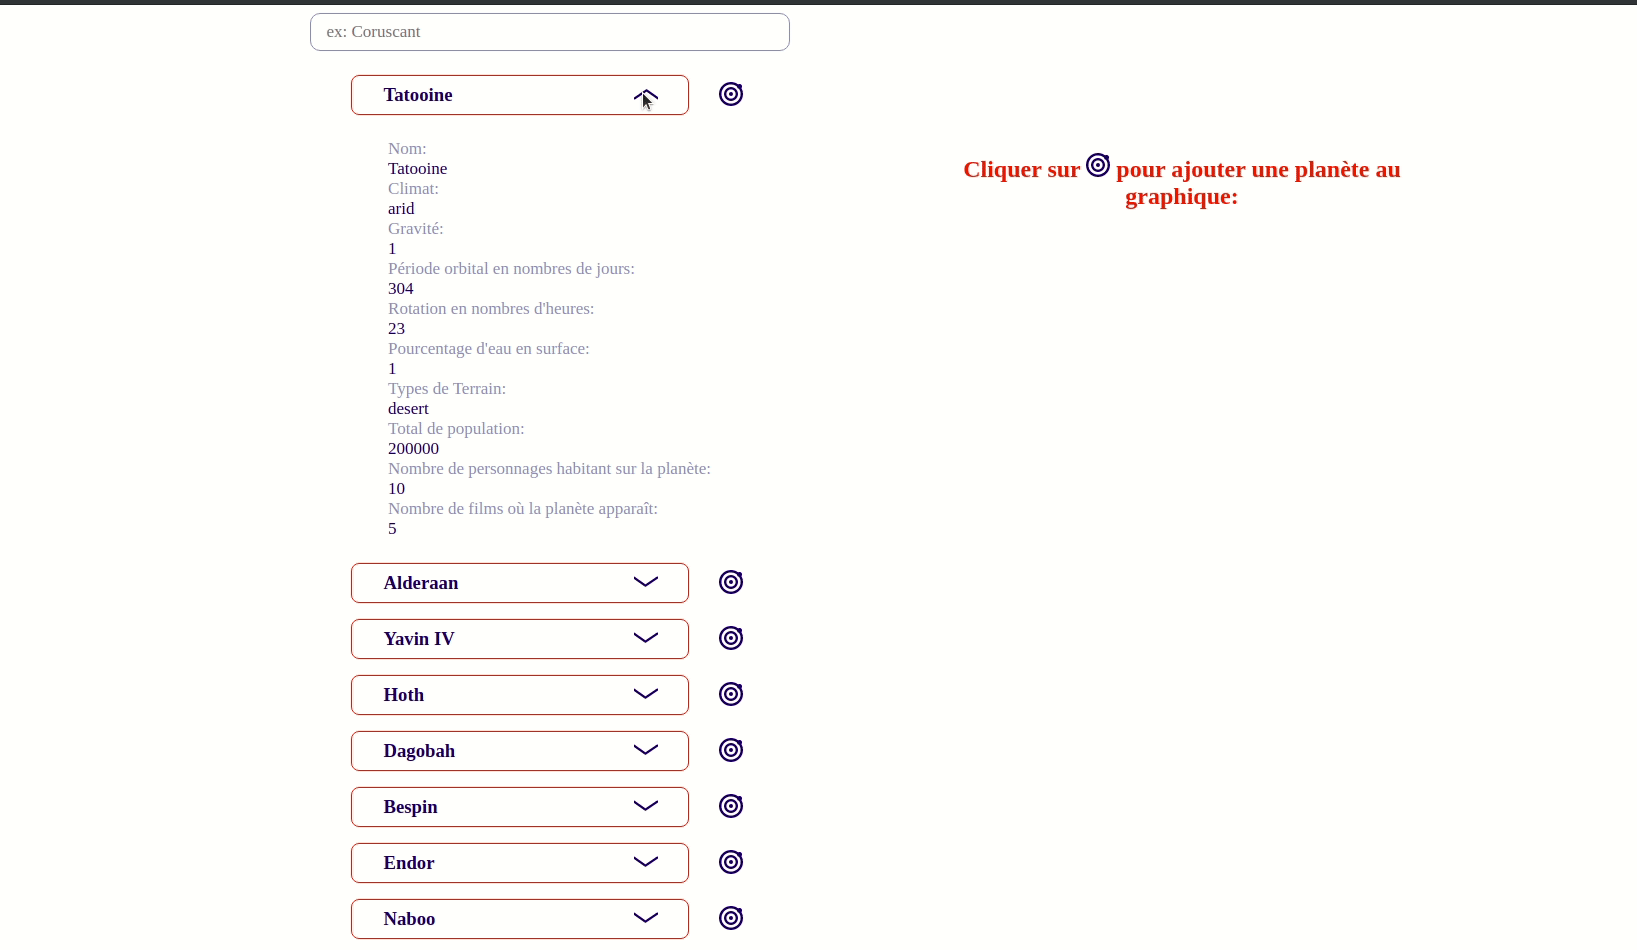 ex: Coruscant
Tatooine
Nom:
Tatooine
Climat:
arid
Gravité:
1
Période orbital en nombres de jours:
304
Rotation en nombres d'heures:
23
Pourcentage d'eau en surface:
1
Types de Terrain:
desert
Total de population:
200000
Nombre de personnages habitant sur la planète:
10
Nombre de films où la planète apparaît:
5
Alderaan
Yavin IV
Hoth
Dagobah
Bespin
Endor
Naboo
Cliquer sur pour ajouter une planète au
graphique: